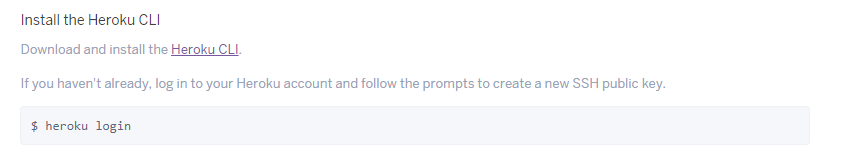 Install the Heroku CLI
Download and install the Heroku CLI.
If you haven't already, log in to your Heroku account and follow the prompts to create a new SSH public key.
$ heroku login